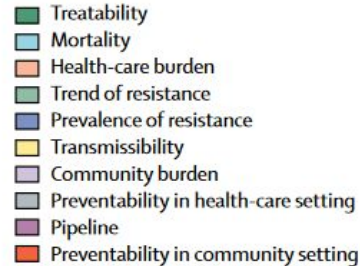 Treatability
Mortality
Health-care burden
Trend of resistance
Prevalence of resistance
Transmissibility
Community burden
Preventability in health-care setting
Pipeline
Preventability in community setting